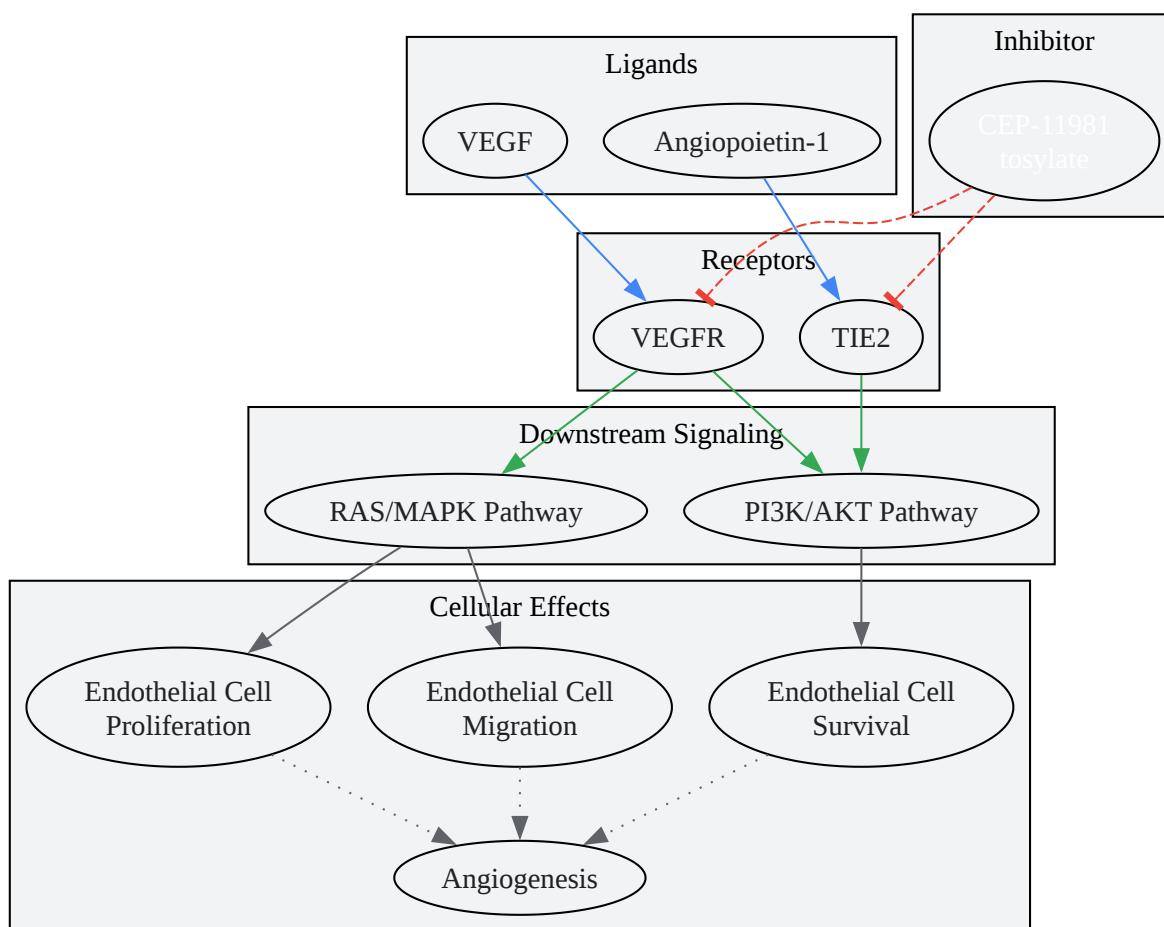 Ligands
VEGF
Angiopoietin-1
Inhibitor
CEP-11981
tosylate
Receptors
VEGFR
TIE2
Downstream Signaling
RAS/MAPK Pathway
PI3K/AKT Pathway
Cellular Effects
Endothelial Cell
Proliferation
Endothelial Cell
Migration
Endothelial Cell
Survival
Angiogenesis